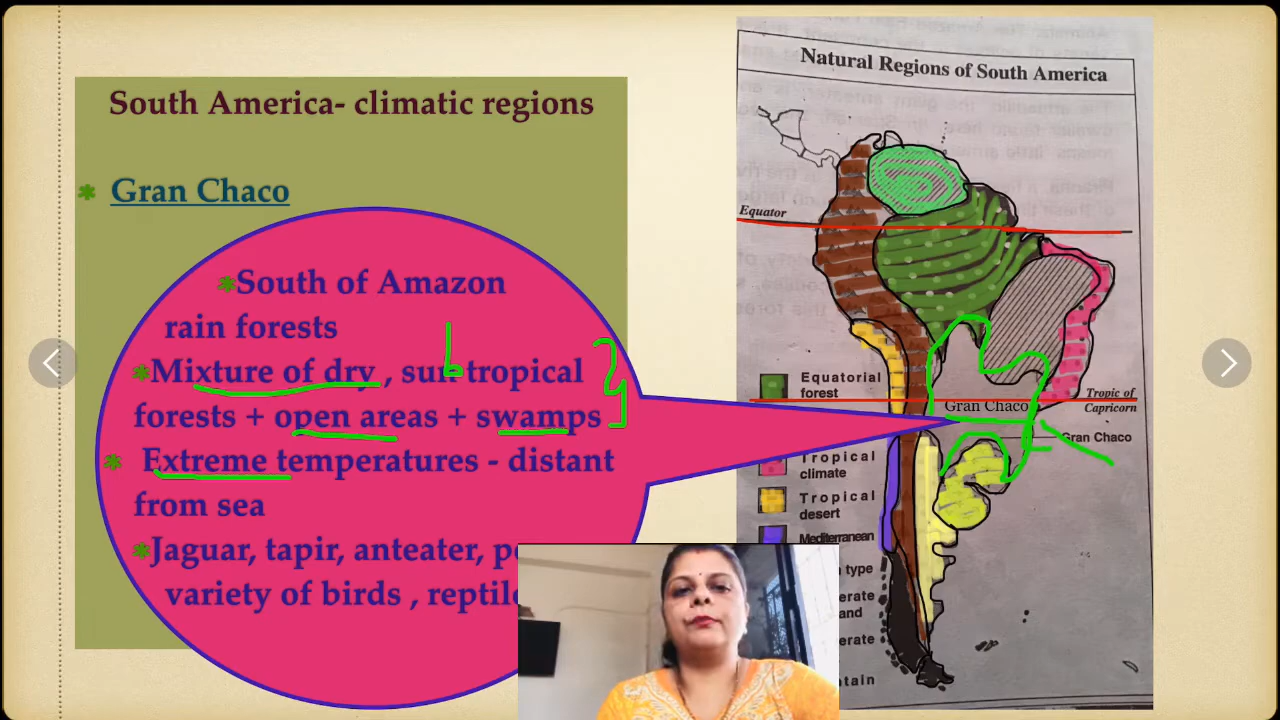 South America- climatic regions
Gran Chaco
South of Amazon
rain forests
Mixture of dry , sun tropical
forests + open areas + swamps
Extreme temperatures - distant
from sea
Jaguar, tapir, anteater,
variety of birds ,
b
Natural Regions of South America
Equator
Equatorial
forest
Tropic of
Capricorn
Gran Chaco
Gran Chaco
Tropical
climate
Tropical
desert
Mediterranean
type